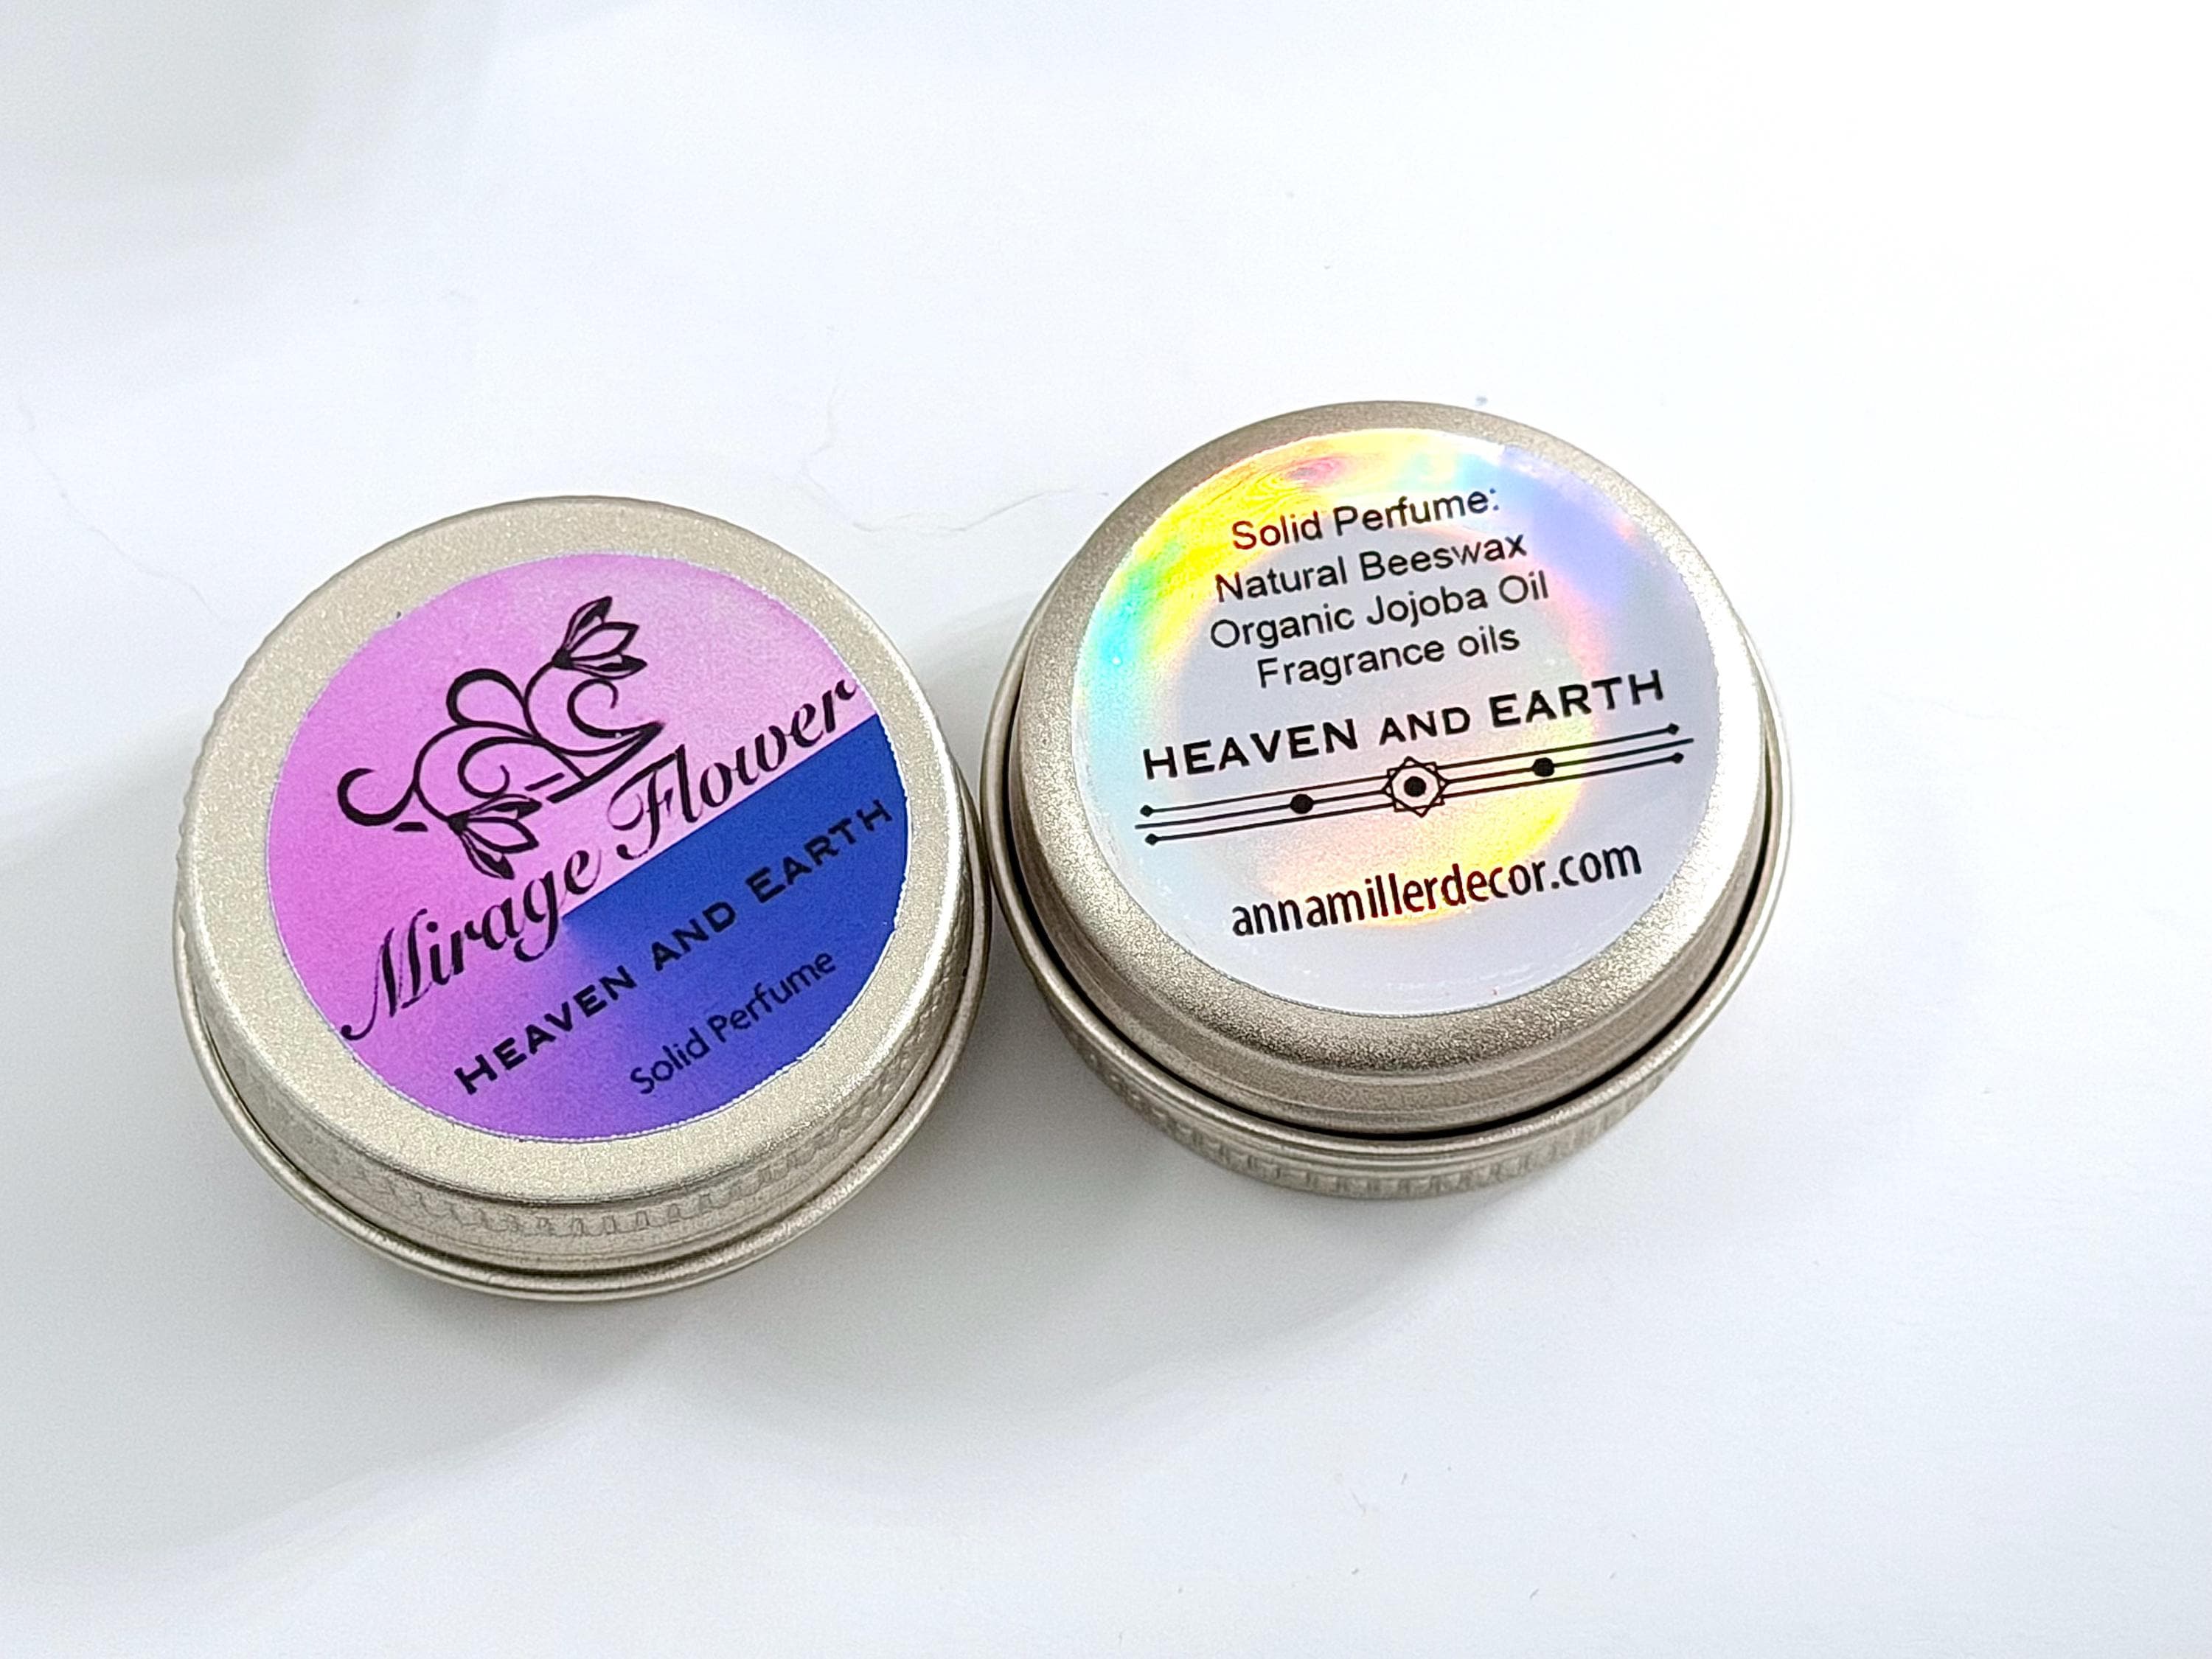 Mirage Flower
HEAVEN AND EARTH
Solid Perfume
Solid Perfume:
Natural Beeswax
Organic Jojoba Oil
Fragrance oils
HEAVEN AND EARTH
annamillerdecor.com